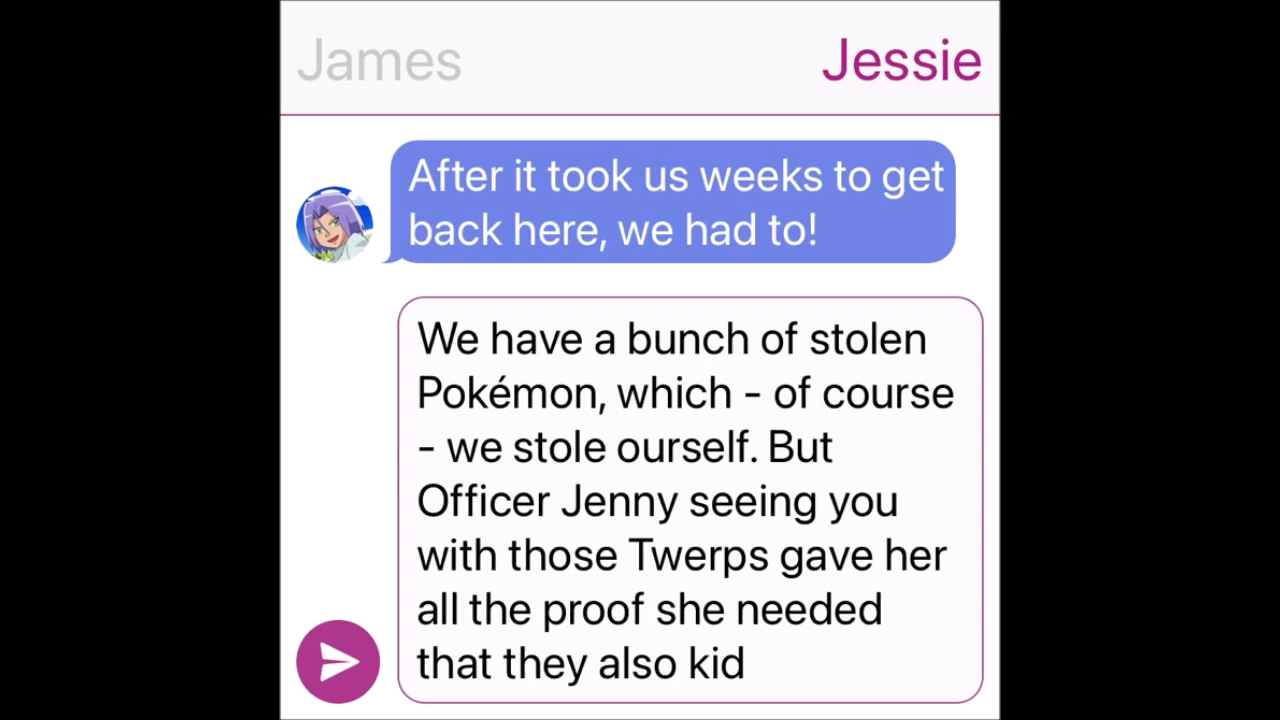 James
Jessie
After it took us weeks to get
back here, we had to!
We have a bunch of stolen
Pokémon, which - of course
- we stole ourself. But
Officer Jenny seeing you
with those Twerps gave her
all the proof she needed
that they also kid